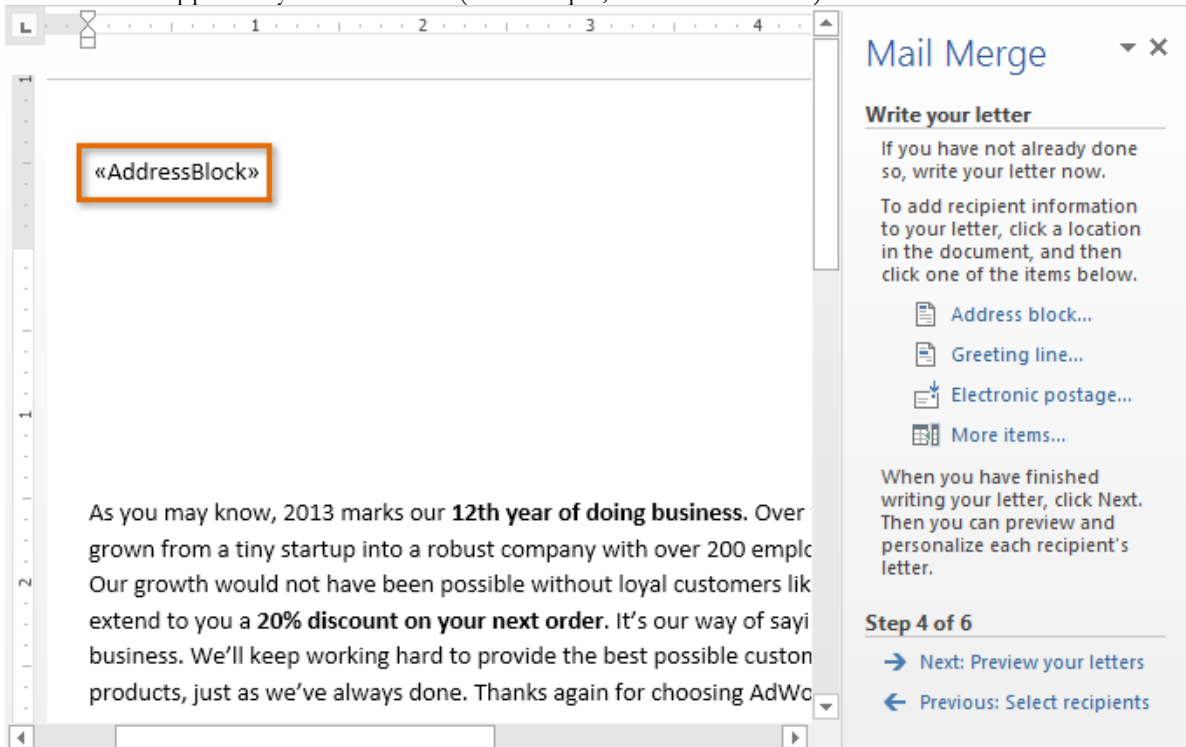 1 2 3 4
«AddressBlock»
As you may know, 2013 marks our 12th year of doing business. Over
grown from a tiny startup into a robust company with over 200
Our growth would not have been possible without loyal customers
extend to you a 20% discount on your next order. It's our way of
business. We'll keep working hard to provide the best possible
products, just as we've always done. Thanks again for choosing
1
1
2
Mail Merge
Write your letter
If you have not already done
so, write your letter now.
To add recipient information
to your letter, click a location
in the document, and then
click one of the items below.
Address block...
Greeting line...
Electronic postage...
More items...
When you have finished
writing your letter, click Next.
Then you can preview and
personalize each recipient's
letter.
Step 4 of 6
Next: Preview your letters
Previous: Select recipients